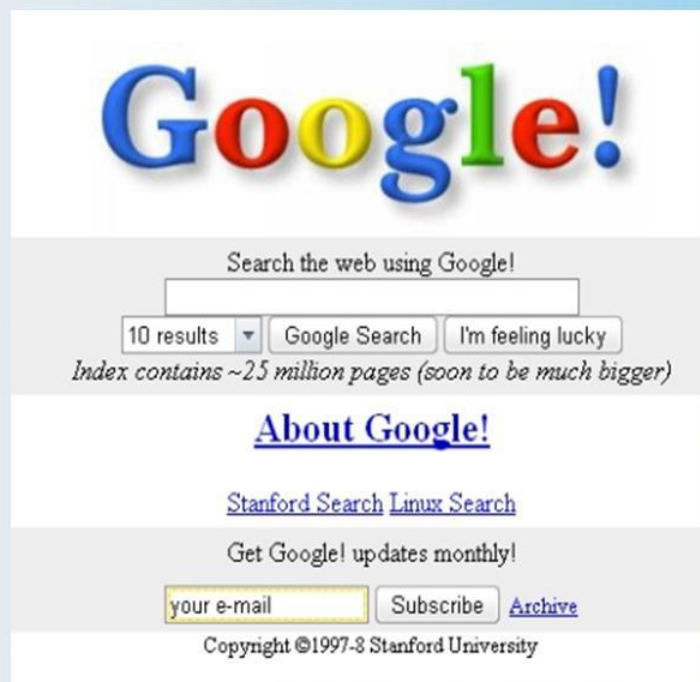 Google!
Search the web using Google!
10 results Google Search I'm feeling lucky
Index contains ~25 million pages (soon to be much bigger)
About Google!
Stanford Search Linux Search
Get Google! updates monthly!
your e-mail Subscribe Archive
Copyright ©1997-8 Stanford University